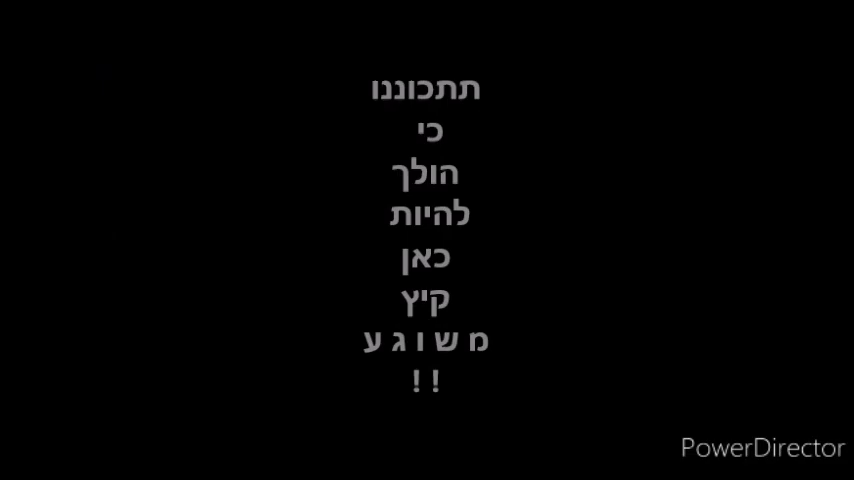 תתכוננו
כי
הולך
להיות
כאן
קיץ
מ ש ו ג ע
! !
PowerDirector